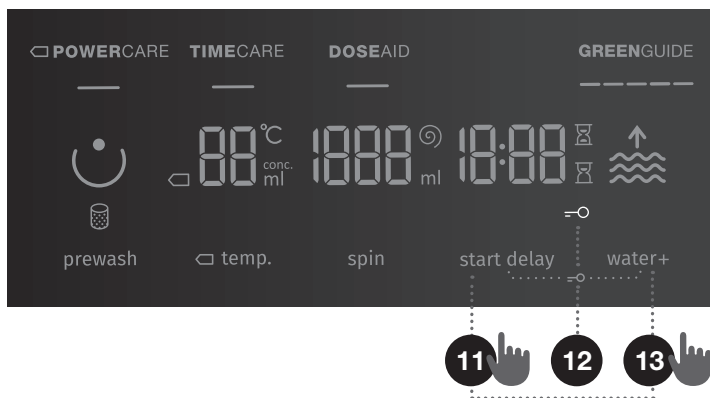 POWERCARE TIMECARE DOSEAID GREENGUIDE
88 °C conc. ml 1888 ml 18:88
prewash temp. spin start delay water+
11 12 13